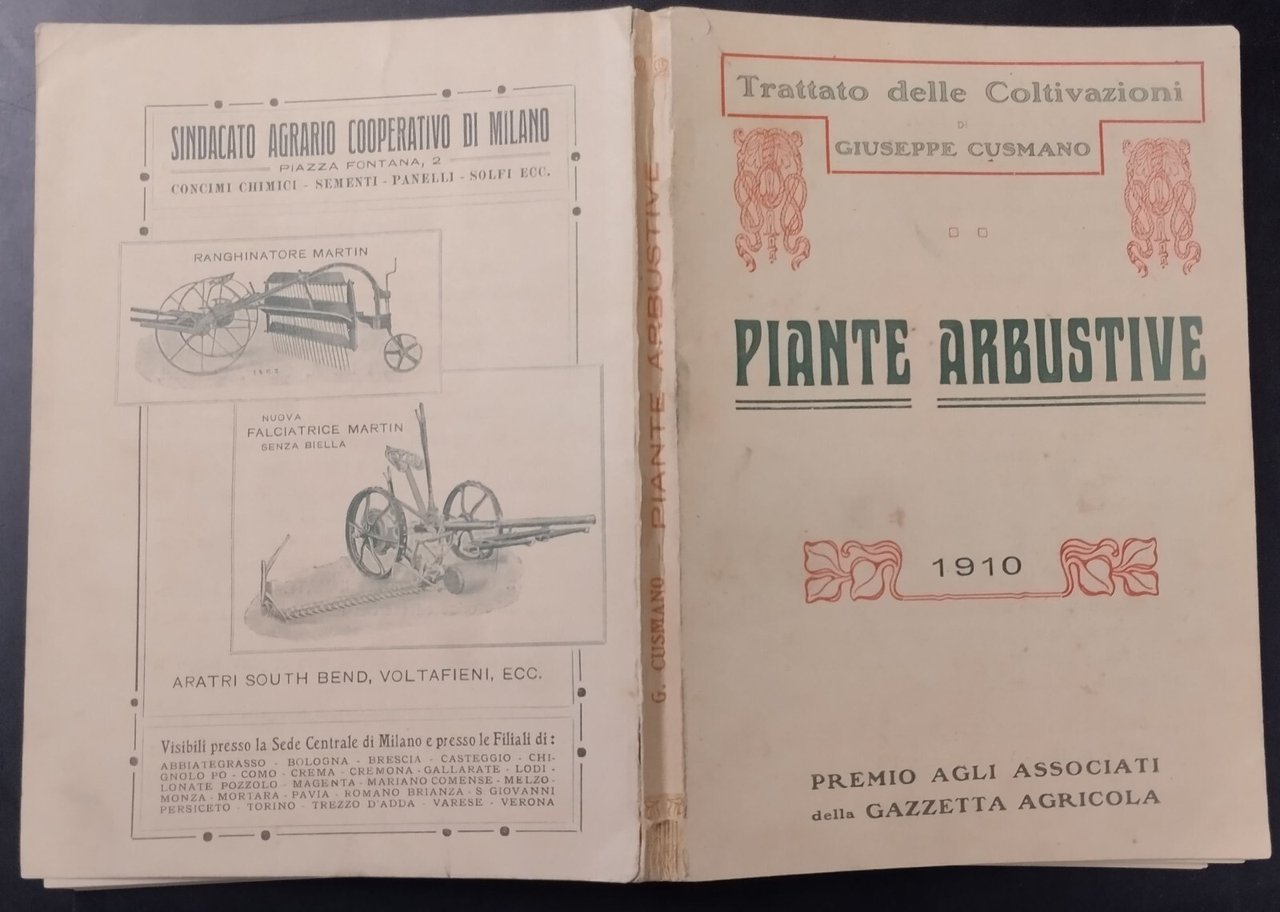 SINDACATO AGRARIO COOPERATIVO DI MILANO
PIAZZA FONTANA, 2
CONCIMI CHIMICI - SEMENTI - PANELLI - SOLFI ECC.
RANGHINATORE MARTIN
NUOVA
FALCIATRICE MARTIN
SENZA BIELLA
ARATRI SOUTH BEND, VOLTAFIENI, ECC.
Visibili presso la Sede Centrale di Milano e presso le Filiali di:
ABBIATEGRASSO - BOLOGNA - BRESCIA - CASTEGGIO - CHI-
GNOLO PO - COMO - CREMA - CREMONA - GALLARATE - LODI -
LONATE POZZOLO - MAGENTA - MARIANO COMENSE - MELZO-
MONZA - MORTARA - PAVIA - ROMANO BRIANZA - S GIOVANNI
PERSICETO - TORINO - TREZZO D'ADDA - VARESE - VERONA
G. CUSMANO — PIANTE ARBUSTIVE
Trattato delle Coltivazioni
DI
GIUSEPPE CUSMANO
PIANTE ARBUSTIVE
1910
PREMIO AGLI ASSOCIATI
della GAZZETTA AGRICOLA